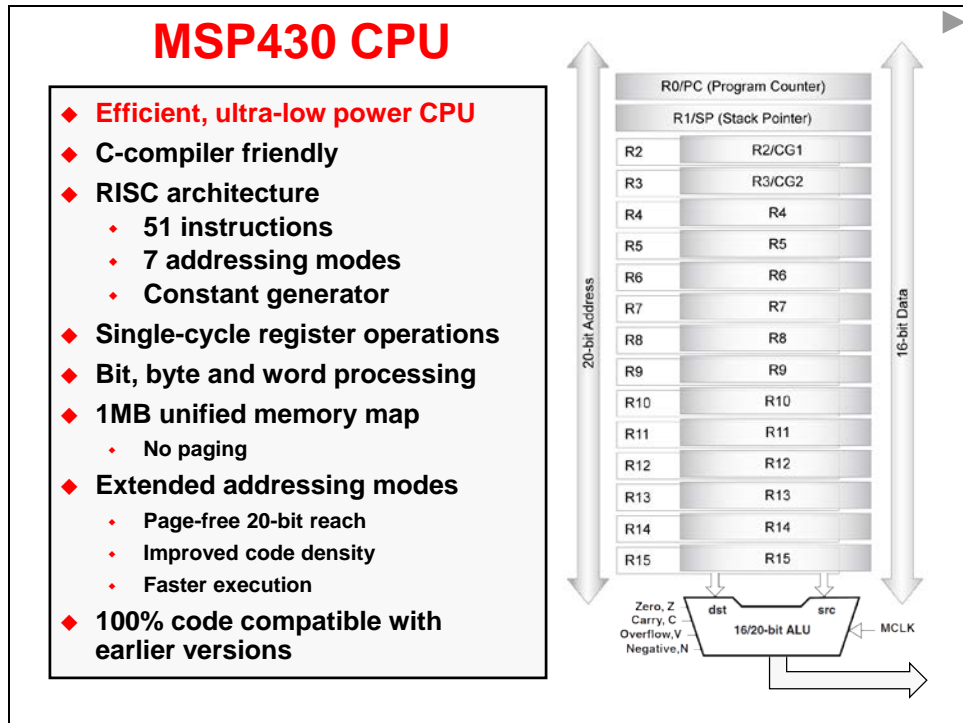 MSP430 CPU
Efficient, ultra-low power CPU
C-compiler friendly
RISC architecture
51 instructions
7 addressing modes
Constant generator
Single-cycle register operations
Bit, byte and word processing
1MB unified memory map
No paging
Extended addressing modes
Page-free 20-bit reach
Improved code density
Faster execution
100% code compatible with
earlier versions
20-bit Address
R0/PC (Program Counter)
R1/SP (Stack Pointer)
R2 R2/CG1
R3 R3/CG2
R4 R4
R5 R5
R6 R6
R7 R7
R8 R8
R9 R9
R10 R10
R11 R11
R12 R12
R13 R13
R14 R14
R15 R15
16-bit Data
Zero, Z
Carry, C
Overflow,V
Negative,N
dst src
16/20-bit ALU
MCLK